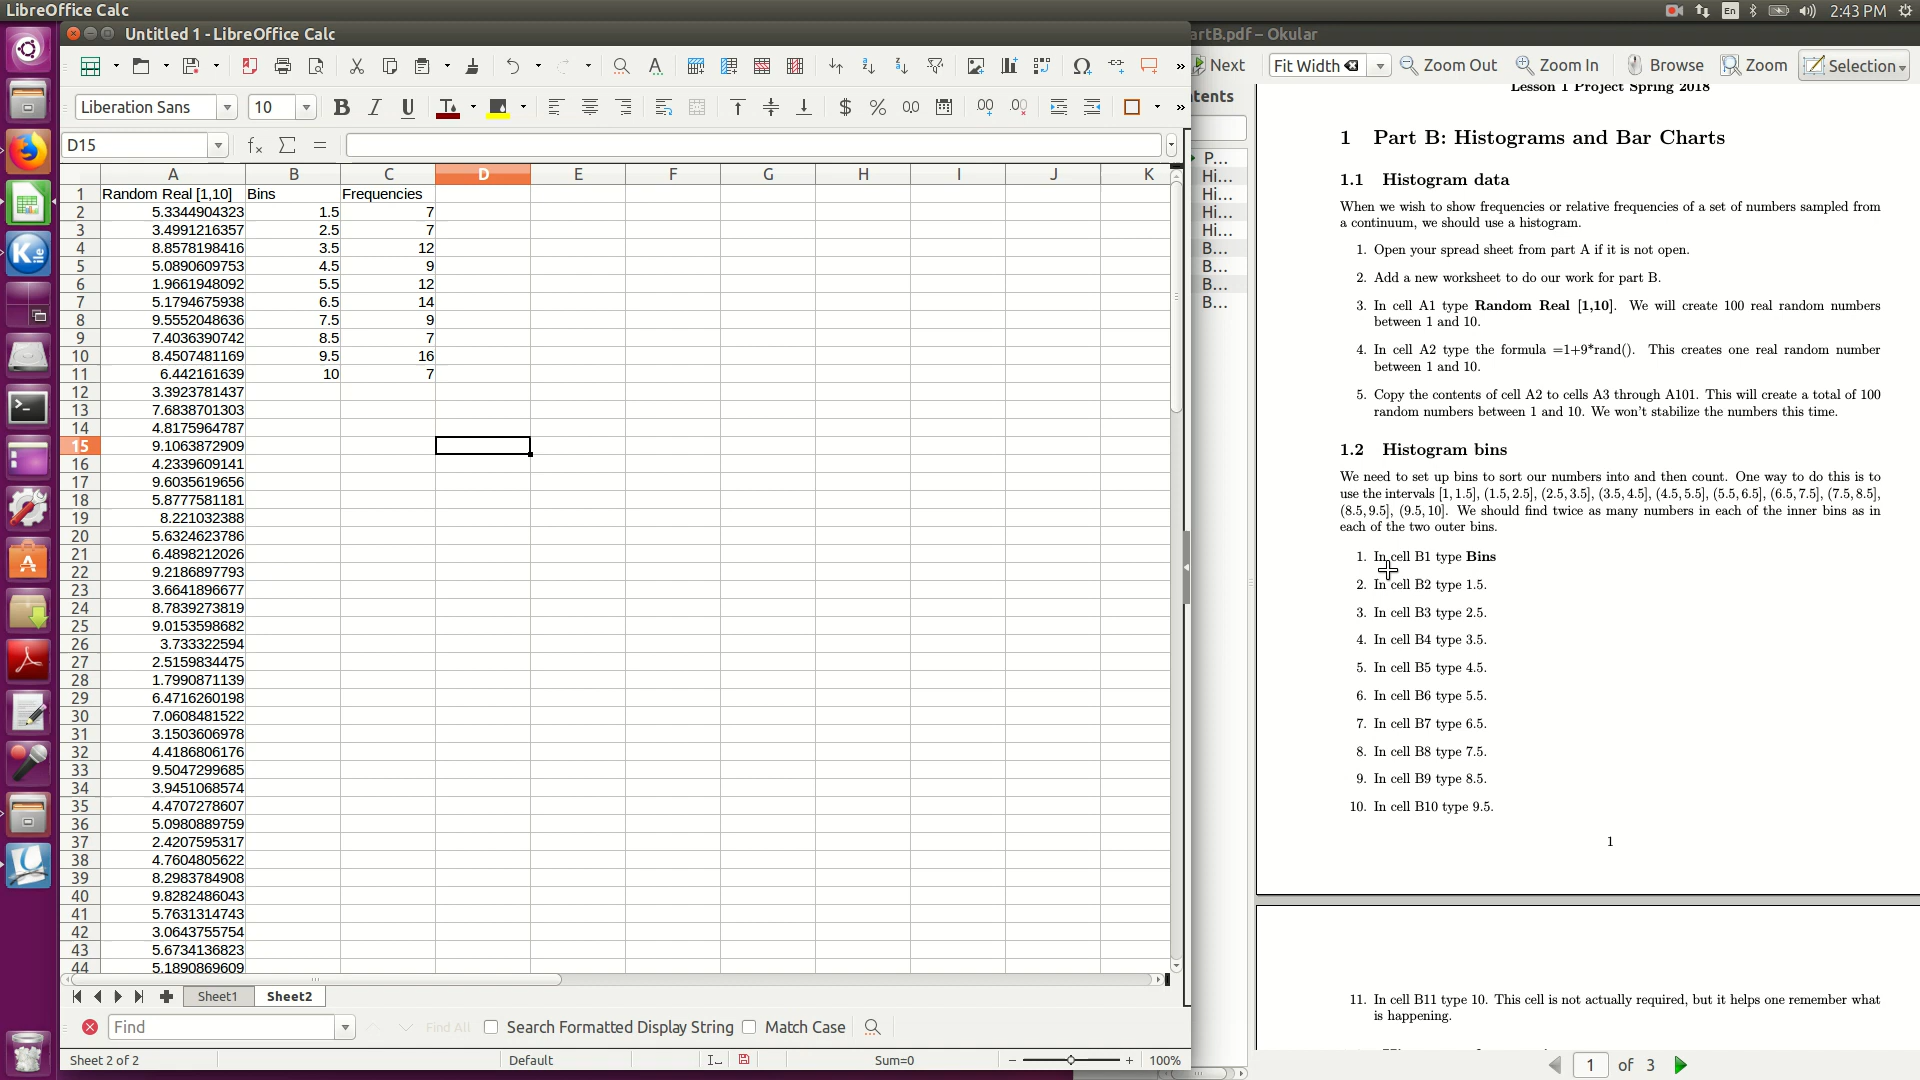 LibreOffice Calc
En
2:43 PM
Untitled 1 - LibreOffice Calc
artB.pdf – Okular
Next
Fit Width
Zoom Out
Zoom In
Browse
Zoom
Selection
Liberation Sans
10
D15
A B C D E F G H I J K
1 Random Real [1,10] Bins Frequencies
2 5.3344904323 1.5 7
3 3.4991216357 2.5 7
4 8.8578198416 3.5 12
5 5.0890609753 4.5 9
6 1.9661948092 5.5 12
7 5.1794675938 6.5 14
8 9.5552048636 7.5 9
9 7.4036390742 8.5 7
10 8.4507481169 9.5 16
11 6.442161639 10 7
12 3.3923781437
13 7.6838701303
14 4.8175964787
15 9.1063872909
16 4.2339609141
17 9.6035619656
18 5.8777581181
19 8.221032388
20 5.6324623786
21 6.4898212026
22 9.2186897793
23 3.6641896677
24 8.7839273819
25 9.0153598682
26 3.733322594
27 2.5159834475
28 1.7990871139
29 6.4716260198
30 7.0608481522
31 3.1503606978
32 4.4186806176
33 9.5047299685
34 3.9451068574
35 4.4707278607
36 5.0980889759
37 2.4207595317
38 4.7604805622
39 8.2983784908
40 9.8282486043
41 5.7631314743
42 3.0643755754
43 5.6734136823
44 5.1890869609
Sheet1
Sheet2
Find
Find All
Search Formatted Display String
Match Case
Sheet 2 of 2
Default
Sum=0
100%
tents
P...
Hi...
Hi...
Hi...
Hi...
B...
B...
B...
B...
Lesson 1 Project Spring 2018
1 Part B: Histograms and Bar Charts
1.1 Histogram data
When we wish to show frequencies or relative frequencies of a set of numbers sampled from
a continuum, we should use a histogram.
1. Open your spread sheet from part A if it is not open.
2. Add a new worksheet to do our work for part B.
3. In cell A1 type Random Real [1,10]. We will create 100 real random numbers
between 1 and 10.
4. In cell A2 type the formula =1+9*rand(). This creates one real random number
between 1 and 10.
5. Copy the contents of cell A2 to cells A3 through A101. This will create a total of 100
random numbers between 1 and 10. We won't stabilize the numbers this time.
1.2 Histogram bins
We need to set up bins to sort our numbers into and then count. One way to do this is to
use the intervals [1, 1.5], (1.5, 2.5], (2.5, 3.5], (3.5, 4.5], (4.5, 5.5], (5.5, 6.5], (6.5, 7.5], (7.5, 8.5],
(8.5, 9.5], (9.5, 10]. We should find twice as many numbers in each of the inner bins as in
each of the two outer bins.
1. In cell B1 type Bins
2. In cell B2 type 1.5.
3. In cell B3 type 2.5.
4. In cell B4 type 3.5.
5. In cell B5 type 4.5.
6. In cell B6 type 5.5.
7. In cell B7 type 6.5.
8. In cell B8 type 7.5.
9. In cell B9 type 8.5.
10. In cell B10 type 9.5.
1
11. In cell B11 type 10. This cell is not actually required, but it helps one remember what
is happening.
1 of 3